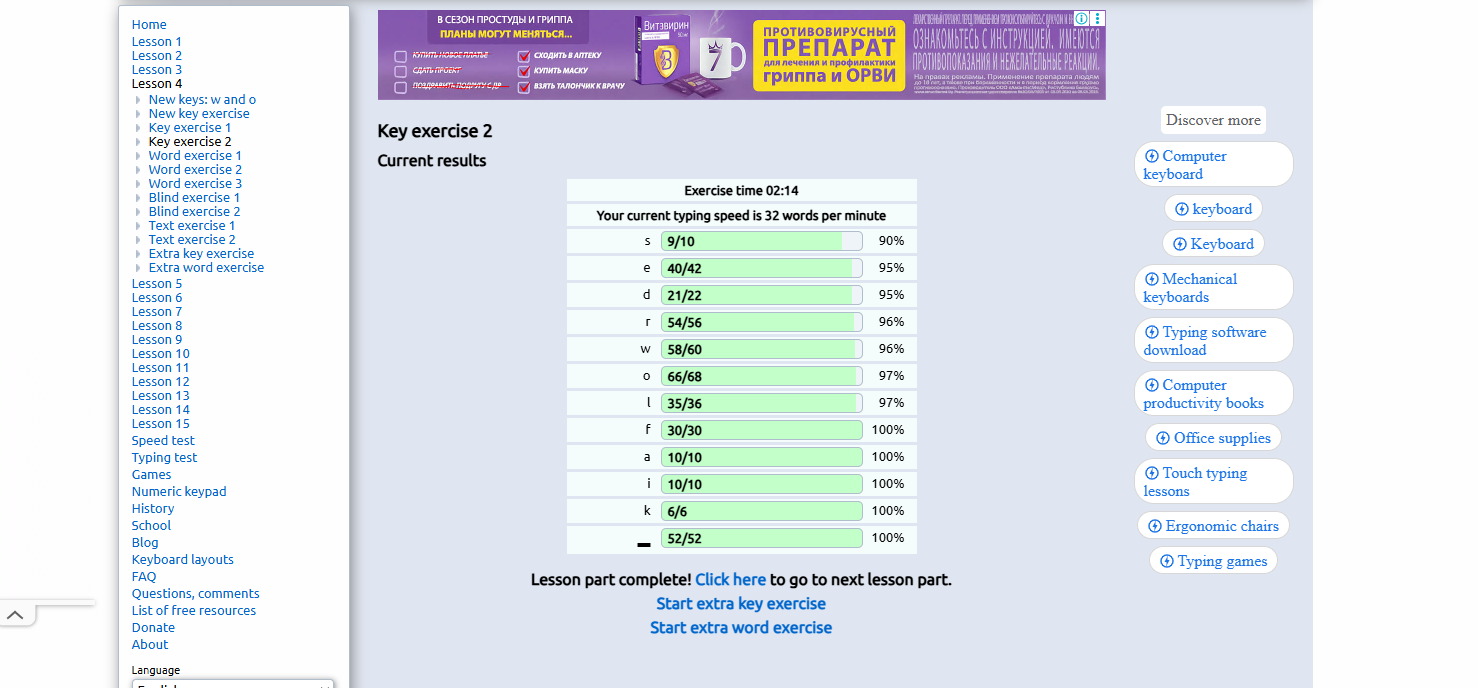 Home
Lesson 1
Lesson 2
Lesson 3
Lesson 4
New keys: w and o
New key exercise
Key exercise 1
Key exercise 2
Word exercise 1
Word exercise 2
Word exercise 3
Blind exercise 1
Blind exercise 2
Text exercise 1
Text exercise 2
Extra key exercise
Extra word exercise
Lesson 5
Lesson 6
Lesson 7
Lesson 8
Lesson 9
Lesson 10
Lesson 11
Lesson 12
Lesson 13
Lesson 14
Lesson 15
Speed test
Typing test
Games
Numeric keypad
History
School
Blog
Keyboard layouts
FAQ
Questions, comments
List of free resources
Donate
About
Language
В СЕЗОН ПРОСТУДЫ И ГРИППА
ПЛАНЫ МОГУТ МЕНЯТЬСЯ...
КУПИТЬ НОВОЕ ПЛАТЬЕ
СДАТЬ ПРОЕКТ
ПОЗДРАВИТЬ ПОДРУГУ С ДР
СХОДИТЬ В АПТЕКУ
КУПИТЬ МАСКУ
ВЗЯТЬ ТАЛОНЧИК К ВРАЧУ
Витэвирин
ПРОТИВОВИРУСНЫЙ
ПРЕПАРАТ
для лечения и профилактики
гриппа и ОРВИ
ОЗНАКОМЬТЕСЬ С ИНСТРУКЦИЕЙ, ИМЕЮТСЯ
ПРОТИВОПОКАЗАНИЯ И НЕЖЕЛАТЕЛЬНЫЕ РЕАКЦИИ.
На правах рекламы. Применение препарата людям
Key exercise 2
Current results
Exercise time 02:14
Your current typing speed is 32 words per minute
s 9/10 90%
e 40/42 95%
d 21/22 95%
r 54/56 96%
w 58/60 96%
o 66/68 97%
l 35/36 97%
f 30/30 100%
a 10/10 100%
i 10/10 100%
k 6/6 100%
_ 52/52 100%
Lesson part complete! Click here to go to next lesson part.
Start extra key exercise
Start extra word exercise
Discover more
Computer
keyboard
keyboard
Keyboard
Mechanical
keyboards
Typing software
download
Computer
productivity books
Office supplies
Touch typing
lessons
Ergonomic chairs
Typing games